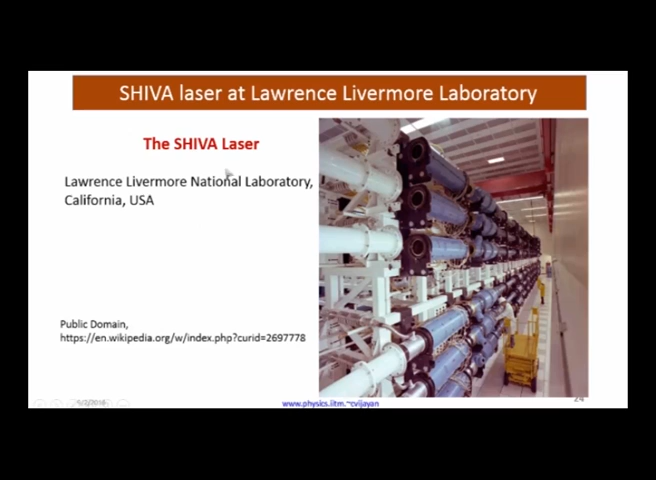 SHIVA laser at Lawrence Livermore Laboratory
The SHIVA Laser
Lawrence Livermore National Laboratory,
California, USA
Public Domain,
https://en.wikipedia.org/w/index.php?curid=2697778
www.physics.iitm.~cvijayan
24